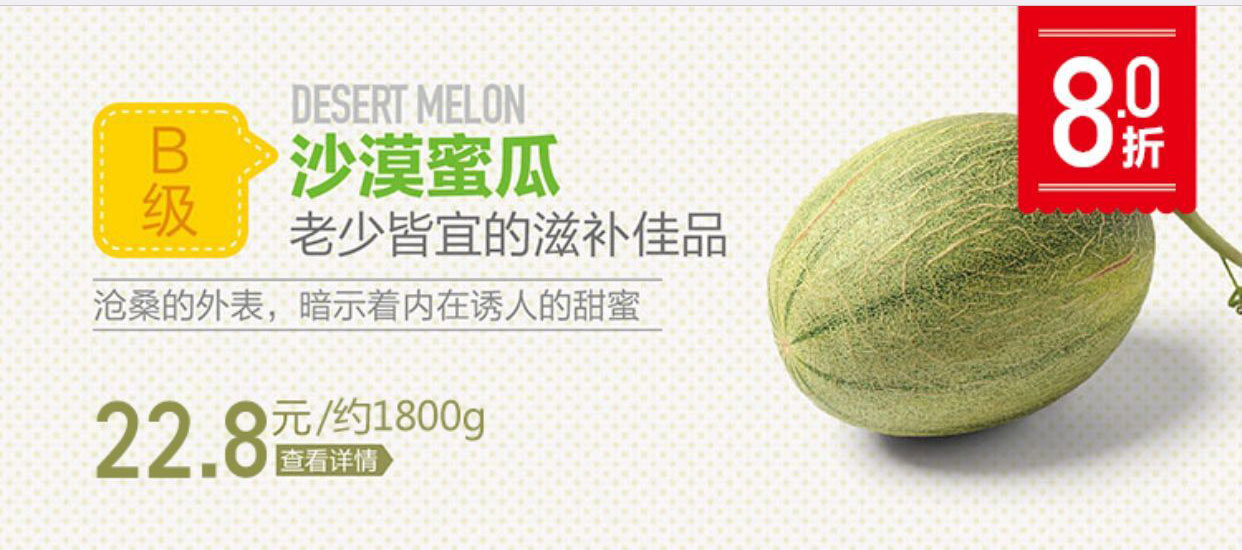 DESERT MELON
B
级
沙漠蜜瓜
老少皆宜的滋补佳品
沧桑的外表，暗示着内在诱人的甜蜜
22.8元/约1800g
查看详情
8.0
折